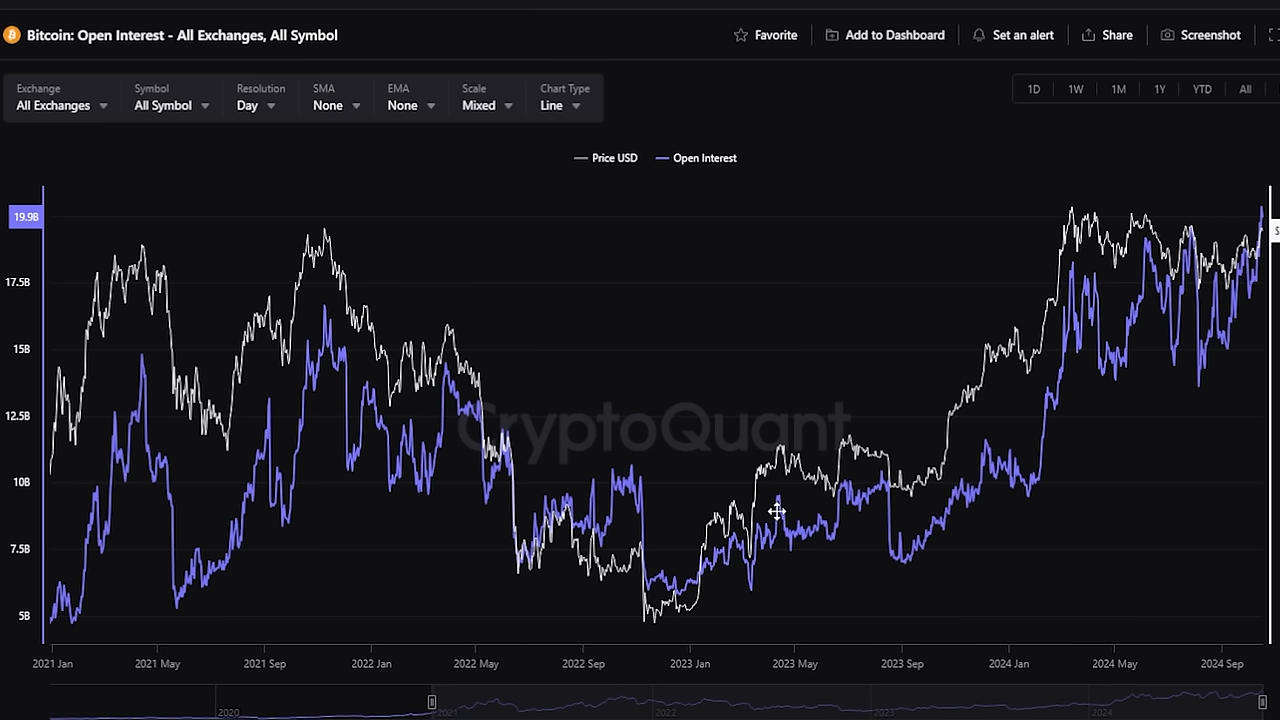 Bitcoin: Open Interest - All Exchanges, All Symbol
Favorite
Add to Dashboard
Set an alert
Share
Screenshot
Exchange
All Exchanges
Symbol
All Symbol
Resolution
Day
SMA
None
EMA
None
Scale
Mixed
Chart Type
Line
1D 1W 1M 1Y YTD All
Price USD
Open Interest
19.9B
$
17.5B
15B
12.5B
10B
7.5B
5B
CryptoQuant
2021 Jan 2021 May 2021 Sep 2022 Jan 2022 May 2022 Sep 2023 Jan 2023 May 2023 Sep 2024 Jan 2024 May 2024 Sep
2020 2021 2022 2023 2024